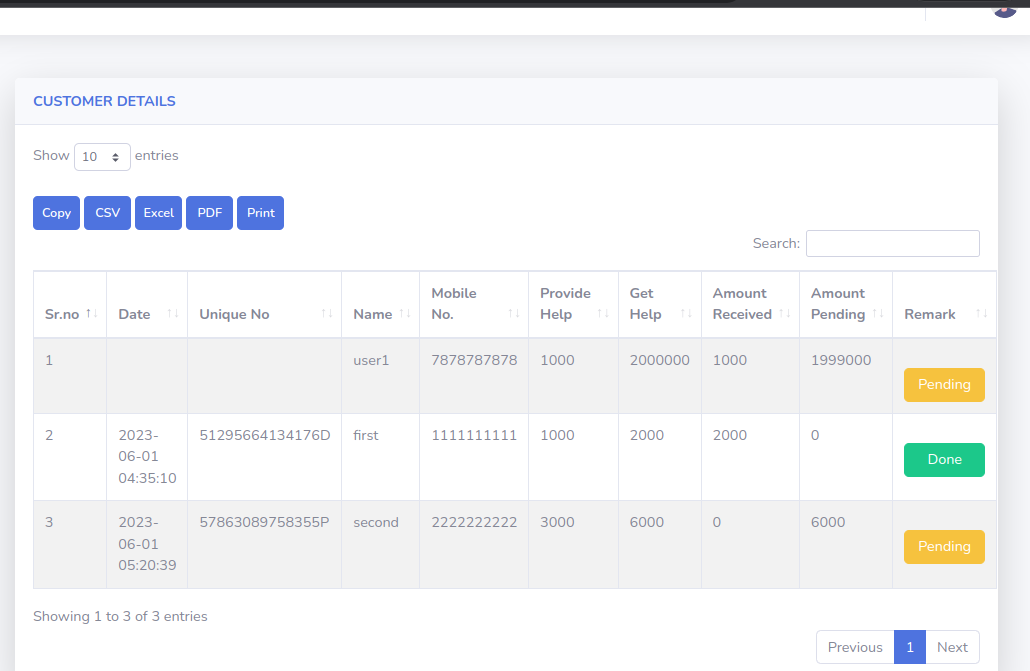 CUSTOMER DETAILS
Show 10 entries
Copy CSV Excel PDF Print
Search:
Sr.no Date Unique No Name Mobile No. Provide Help Get Help Amount Received Amount Pending Remark
1 user1 7878787878 1000 2000000 1000 1999000 Pending
2 2023-06-01 04:35:10 51295664134176D first 1111111111 1000 2000 2000 0 Done
3 2023-06-01 05:20:39 57863089758355P second 2222222222 3000 6000 0 6000 Pending
Showing 1 to 3 of 3 entries
Previous 1 Next